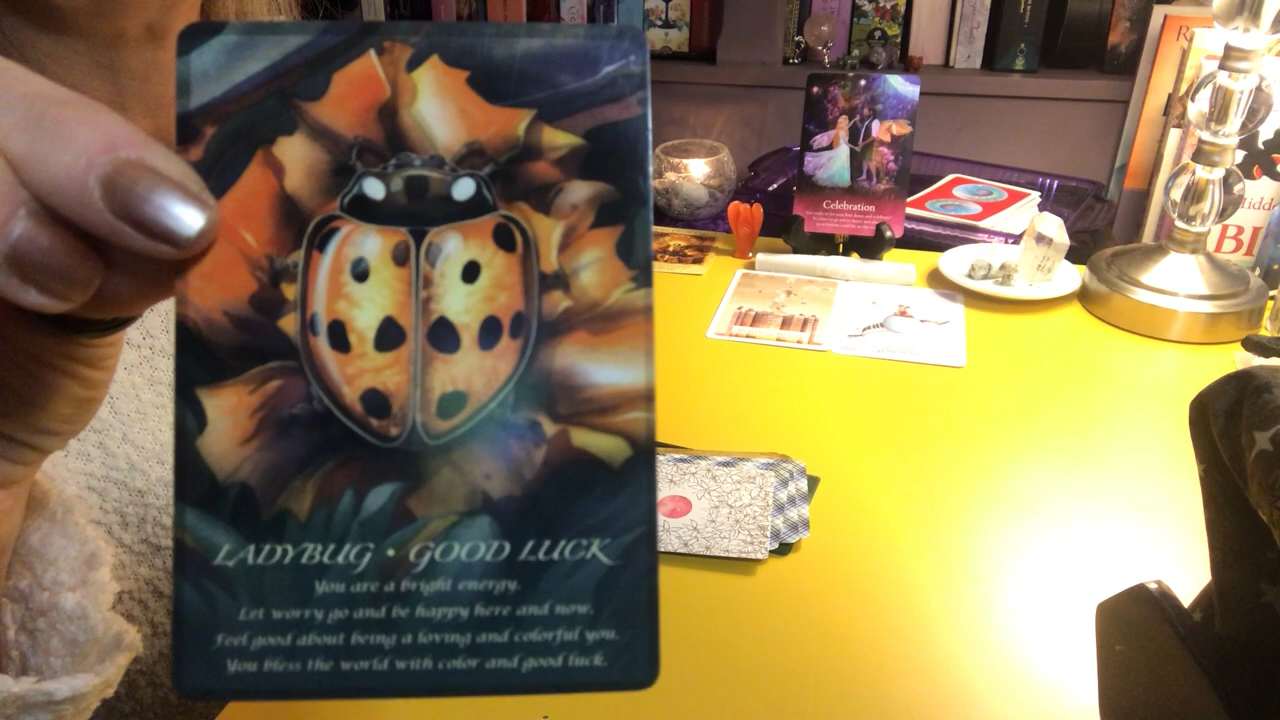 LADYBUG • GOOD LUCK
You are a bright energy.
Let worry go and be happy here and now.
Feel good about being a loving and colorful you.
You bless the world with color and good luck.
Celebration
BI